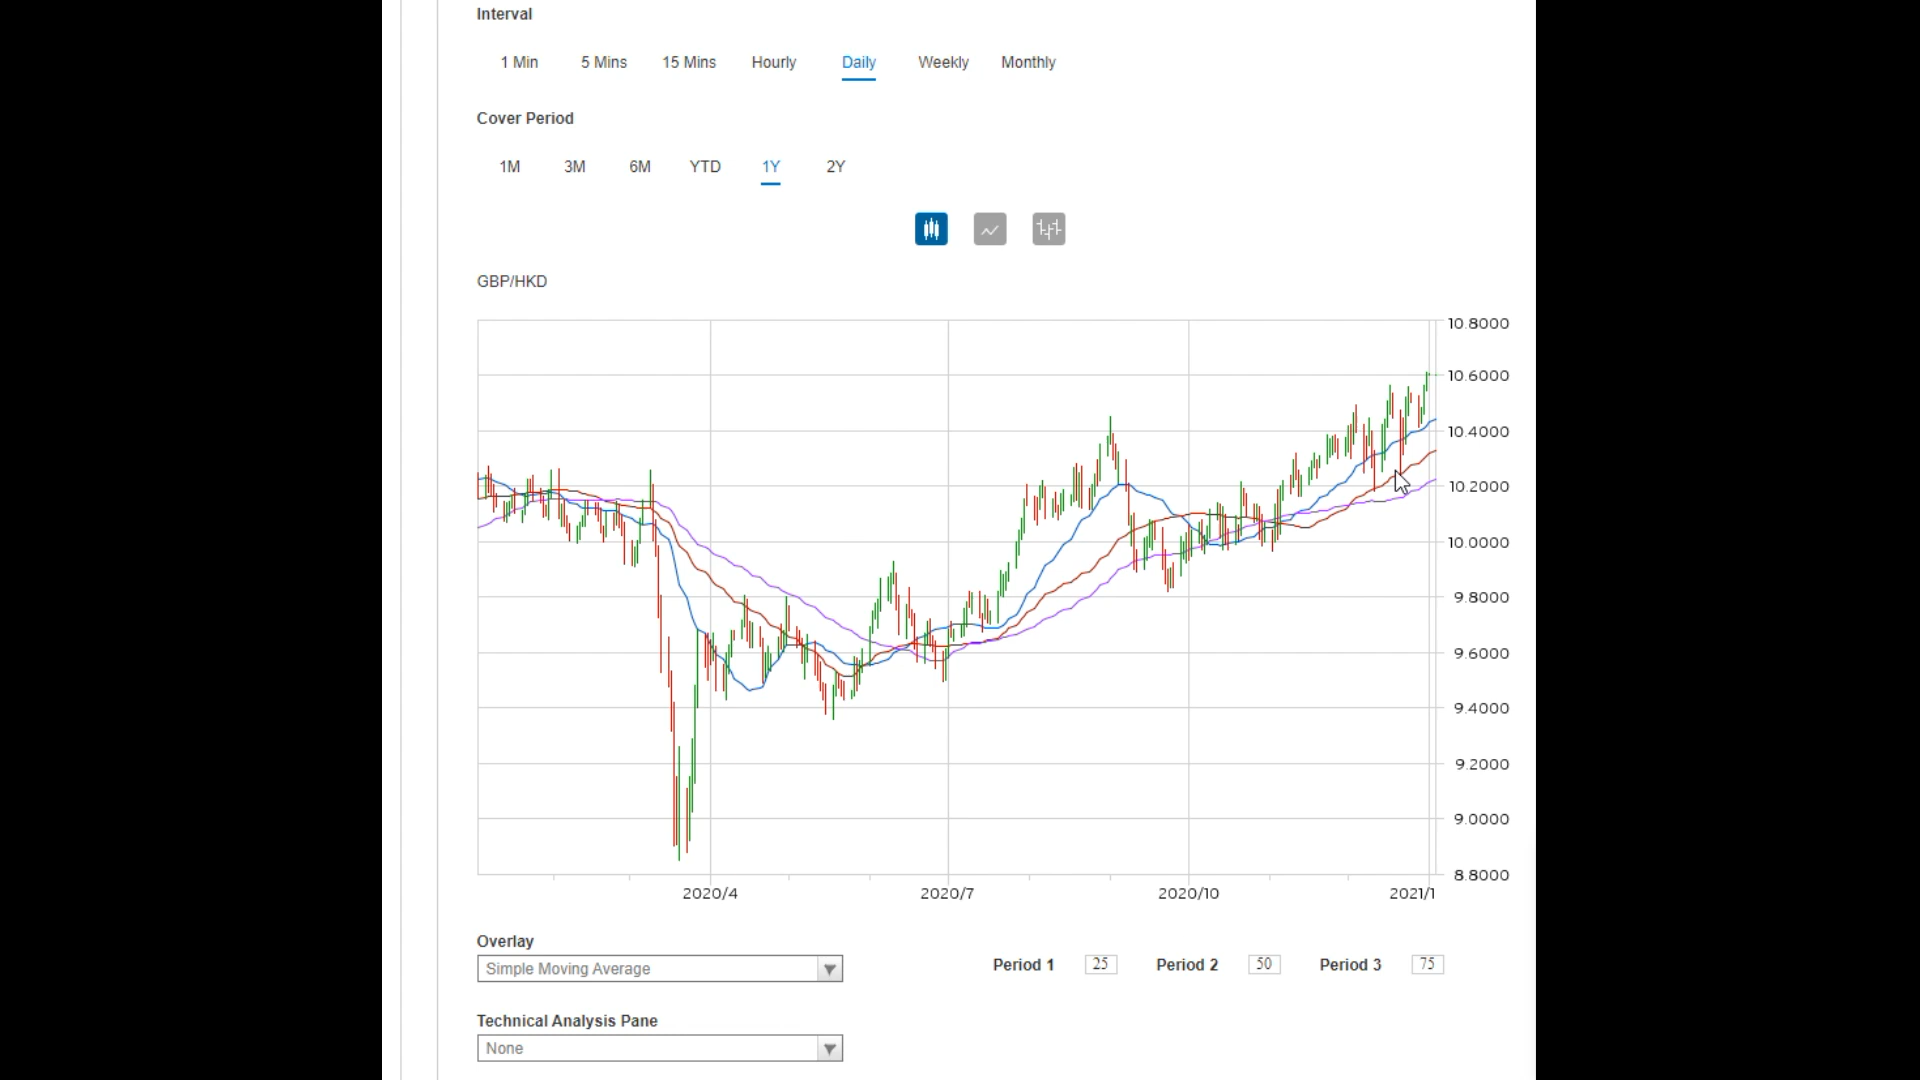 Interval
1 Min 5 Mins 15 Mins Hourly Daily Weekly Monthly
Cover Period
1M 3M 6M YTD 1Y 2Y
GBP/HKD
10.8000
10.6000
10.4000
10.2000
10.0000
9.8000
9.6000
9.4000
9.2000
9.0000
8.8000
2020/4 2020/7 2020/10 2021/1
Overlay
Simple Moving Average Period 1 25 Period 2 50 Period 3 75
Technical Analysis Pane
None